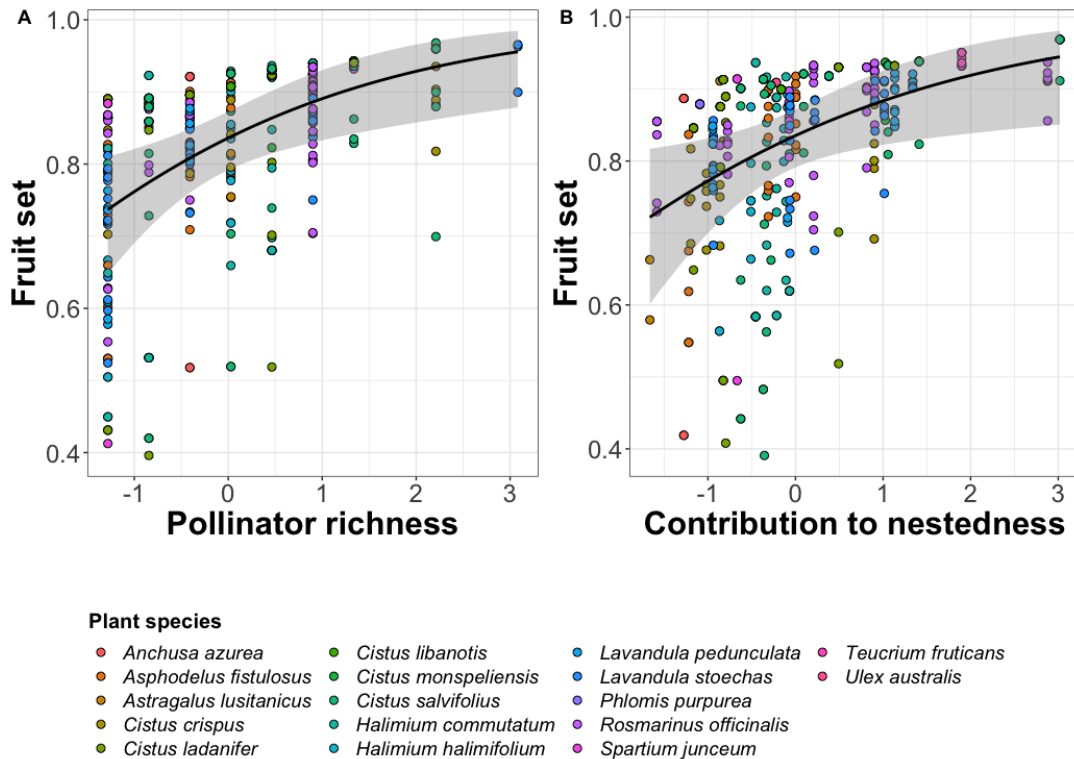 A
B
1.0
0.8
0.6
0.4
Fruit set
-1 0 1 2 3
Pollinator richness
1.0
0.8
0.6
0.4
Fruit set
-1 0 1 2 3
Contribution to nestedness
Plant species
Anchusa azurea
Asphodelus fistulosus
Astragalus lusitanicus
Cistus crispus
Cistus ladanifer
Cistus libanotis
Cistus monspeliensis
Cistus salvifolius
Halimium commutatum
Halimium halimifolium
Lavandula pedunculata
Lavandula stoechas
Phlomis purpurea
Rosmarinus officinalis
Spartium junceum
Teucrium fruticans
Ulex australis